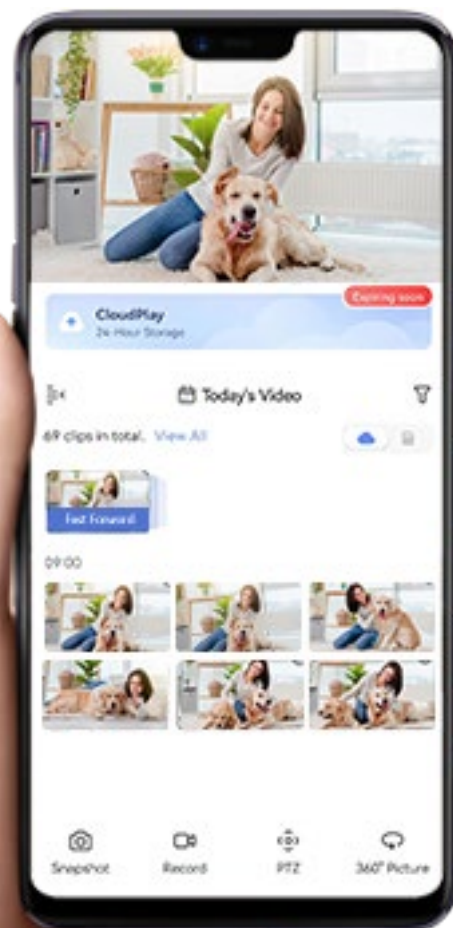 Expiring soon
CloudPlay
24-Hour Storage
Today's Video
69 clips in total. View All
Fast Forward
09:00
Snapshot
Record
PTZ
360° Picture